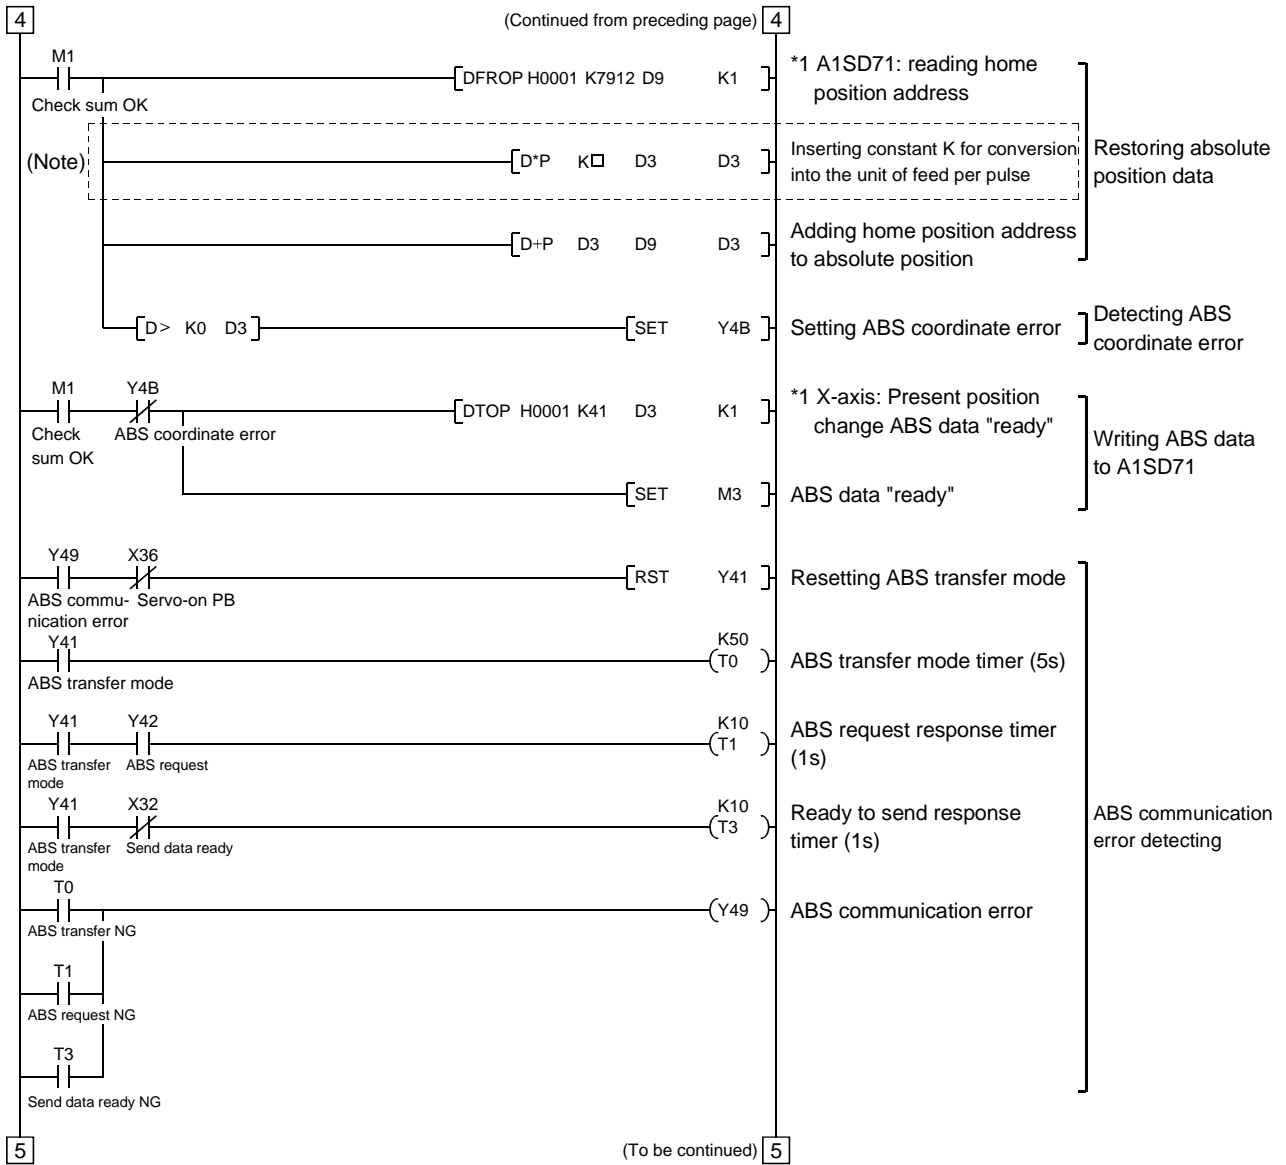 4 (Continued from preceding page) 4
M1
[DFROP H0001 K7912 D9 K1] *1 A1SD71: reading home
position address
Check sum OK
(Note) [D*P K□ D3 D3] Inserting constant K for conversion
into the unit of feed per pulse
Restoring absolute
position data
[D+P D3 D9 D3] Adding home position address
to absolute position
[D> K0 D3] [SET Y4B] Setting ABS coordinate error
Detecting ABS
coordinate error
M1 Y4B
[DTOP H0001 K41 D3 K1] *1 X-axis: Present position
change ABS data "ready"
Check
sum OK
ABS coordinate error
Writing ABS data
to A1SD71
[SET M3] ABS data "ready"
Y49 X36
[RST Y41] Resetting ABS transfer mode
ABS commu-
nication error
Servo-on PB
Y41
K50
(T0) ABS transfer mode timer (5s)
ABS transfer mode
Y41 Y42
K10
(T1) ABS request response timer
(1s)
ABS transfer
mode
ABS request
Y41 X32
K10
(T3) Ready to send response
timer (1s)
ABS transfer
mode
Send data ready
ABS communication
error detecting
T0
(Y49) ABS communication error
ABS transfer NG
T1
ABS request NG
T3
Send data ready NG
5 (To be continued) 5